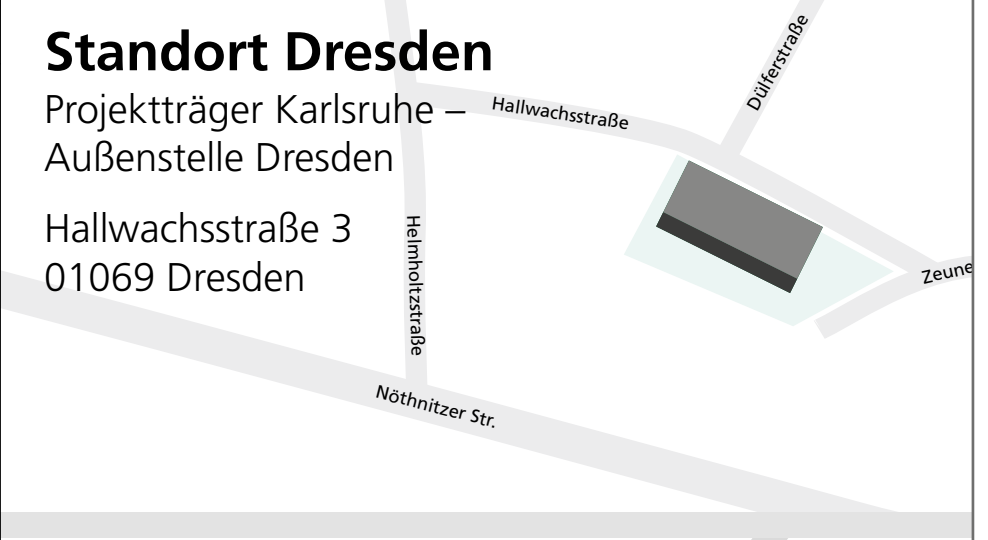 Standort Dresden
Projektträger Karlsruhe –
Außenstelle Dresden
Hallwachsstraße 3
01069 Dresden
Hallwachsstraße
Dülferstraße
Helmholtzstraße
Zeune
Nöthnitzer Str.